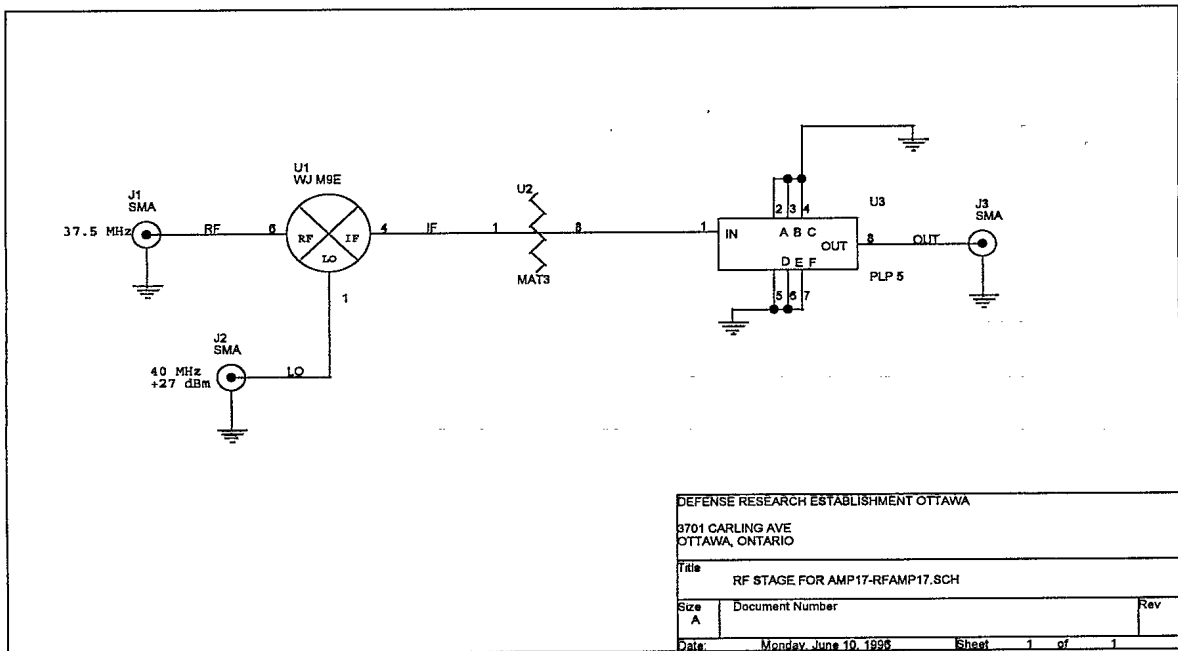 U1
WJ M9E
J1
SMA
37.5 MHz
RF
6
RF
IF
LO
4
IF
1
U2
MAT3
8
1
IN
2 3 4
A B C
OUT
D E F
5 6 7
U3
PLP 5
8
OUT
J3
SMA
1
J2
SMA
40 MHz
+27 dBm
LO
DEFENSE RESEARCH ESTABLISHMENT OTTAWA
3701 CARLING AVE
OTTAWA, ONTARIO
Title
RF STAGE FOR AMP17-RFAMP17.SCH
Size
A
Document Number
Rev
Date: Monday, June 10, 1996 Sheet 1 of 1